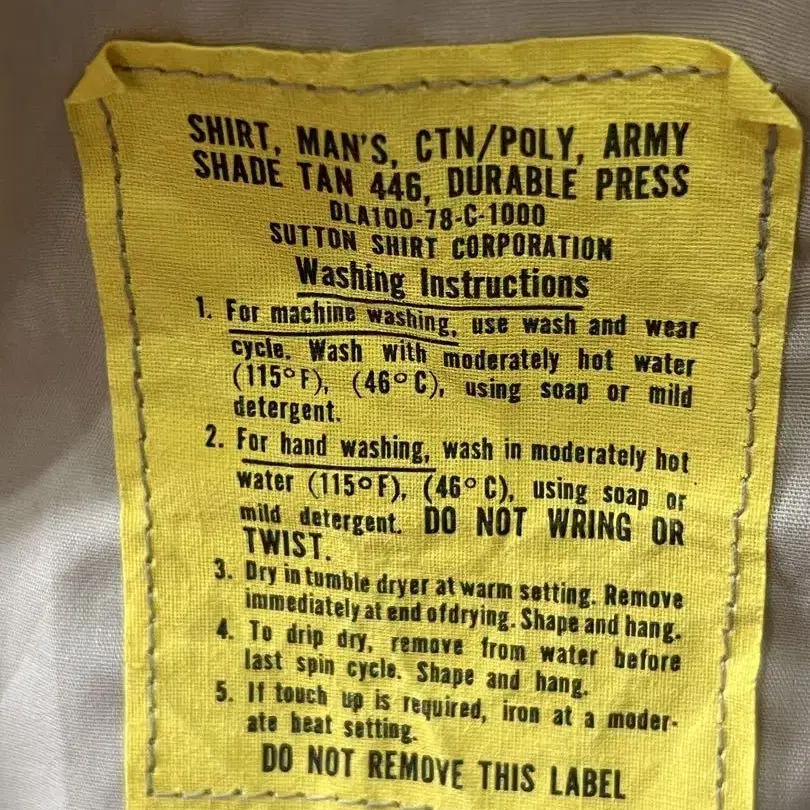 SHIRT, MAN'S, CTN/POLY, ARMY
SHADE TAN 446, DURABLE PRESS
DLA100-78-C-1000
SUTTON SHIRT CORPORATION
Washing Instructions
1. For machine washing, use wash and wear
cycle. Wash with moderately hot water
(115°F), (46°C), using soap or mild
detergent.
2. For hand washing, wash in moderately hot
water (115°F), (46°C), using soap or
mild detergent. DO NOT WRING OR
TWIST.
3. Dry in tumble dryer at warm setting. Remove
immediately at end of drying. Shape and hang.
4. To drip dry, remove from water before
last spin cycle. Shape and hang.
5. If touch up is required, iron at a moder-
ate heat setting.
DO NOT REMOVE THIS LABEL